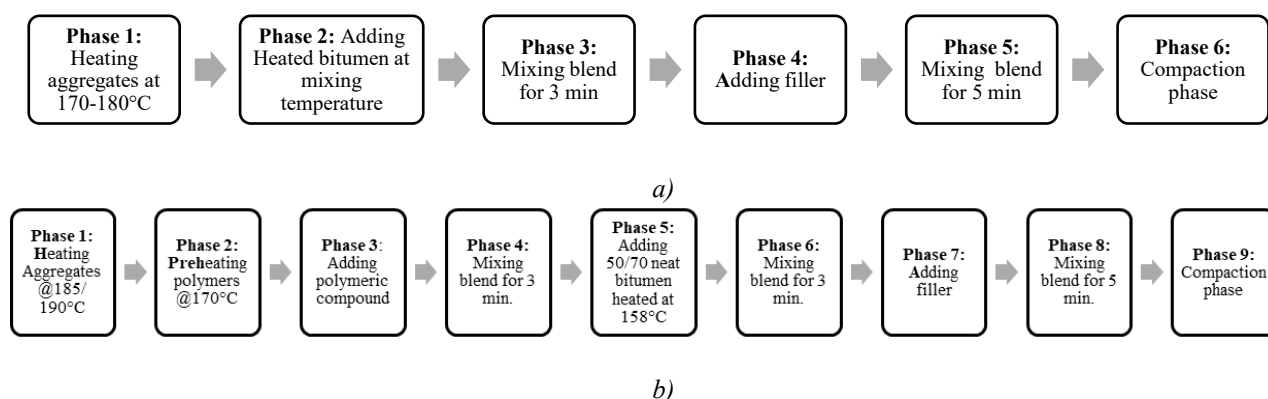 Phase 1:
Heating
aggregates at
170-180°C
Phase 2: Adding
Heated bitumen at
mixing
temperature
Phase 3:
Mixing blend
for 3 min
Phase 4:
Adding filler
Phase 5:
Mixing blend
for 5 min
Phase 6:
Compaction
phase
a)
Phase 1:
Heating
Aggregates
@185/
190°C
Phase 2:
Preheating
polymers
@170°C
Phase 3:
Adding
polymeric
compound
Phase 4:
Mixing
blend for 3
min.
Phase 5:
Adding
50/70 neat
bitumen
heated at
158°C
Phase 6:
Mixing
blend for
3 min.
Phase 7:
Adding
filler
Phase 8:
Mixing
blend for 5
min.
Phase 9:
Compaction
phase
b)